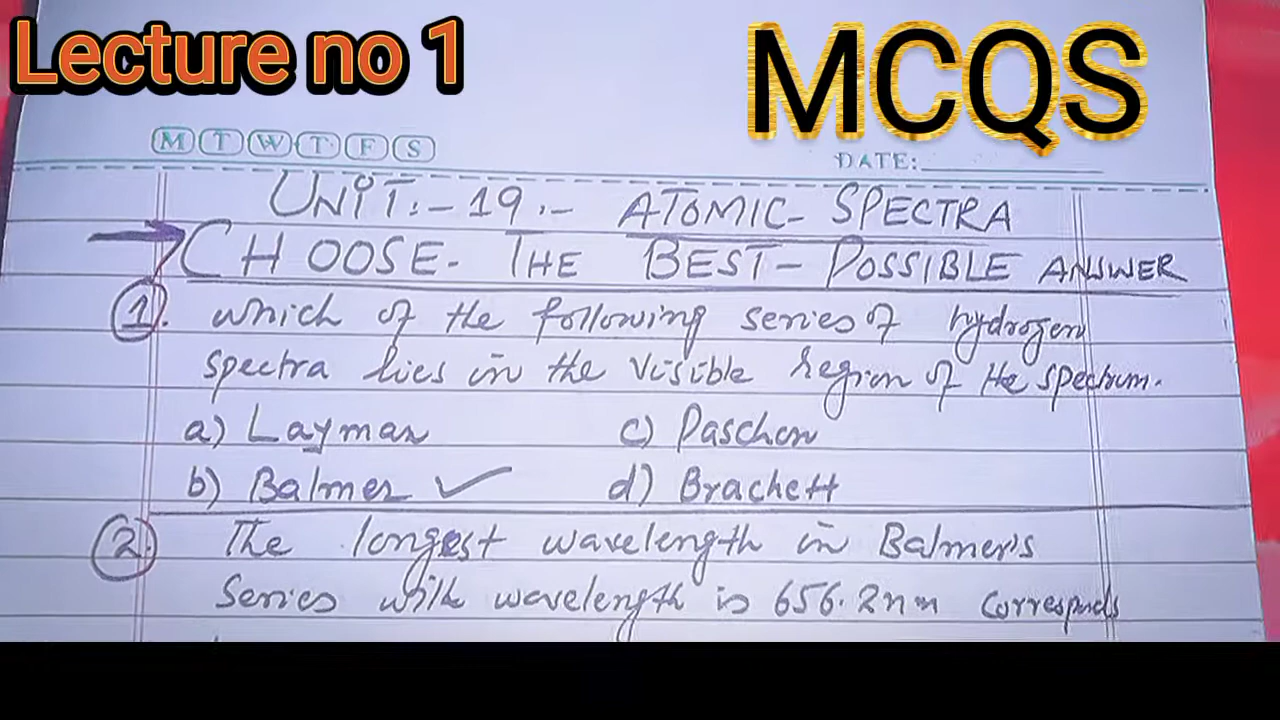 Lecture no 1
MCQS
M T W T F S
DATE:
UNIT:- 19:- ATOMIC- SPECTRA
CHOOSE- THE BEST- POSSIBLE ANSWER
1. which of the following series of hydrogen
spectra lies in the visible region of the spectrum.
a) Layman c) Paschen
b) Balmer ✓ d) Brachett
2. The longest wavelength in Balmer's
Series with wavelength is 656.2nm corresponds